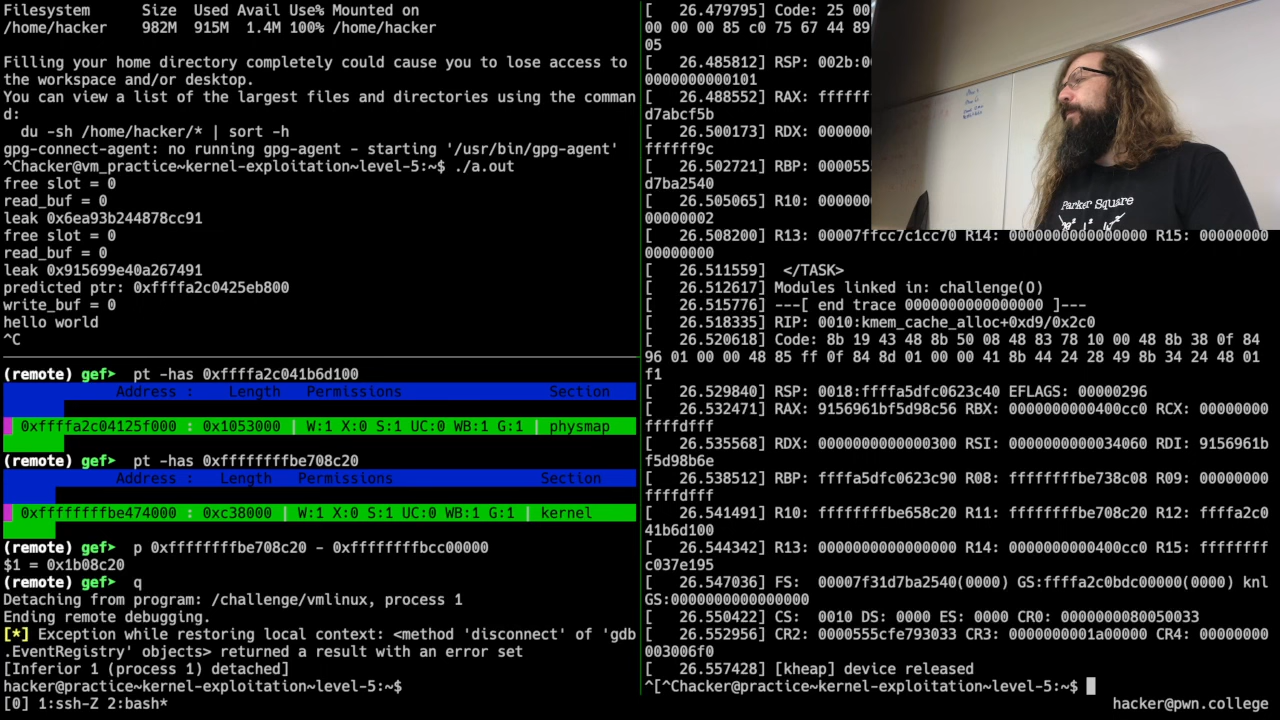 Filesystem      Size  Used Avail Use% Mounted on
/home/hacker    982M  915M  1.4M 100% /home/hacker
Filling your home directory completely could cause you to lose access to
the workspace and/or desktop.
You can view a list of the largest files and directories using the comman
d:
  du -sh /home/hacker/* | sort -h
gpg-connect-agent: no running gpg-agent - starting '/usr/bin/gpg-agent'
^Chacker@vm_practice~kernel-exploitation~level-5:~$ ./a.out
free slot = 0
read_buf = 0
leak 0x6ea93b244878cc91
free slot = 0
read_buf = 0
leak 0x915699e40a267491
predicted ptr: 0xffffa2c0425eb800
write_buf = 0
hello world
^C
(remote) gef➤  pt -has 0xffffa2c041b6d100
Address :    Length   Permissions    Section
0xffffa2c04125f000 : 0x1053000 | W:1 X:0 S:1 UC:0 WB:1 G:1 | physmap
(remote) gef➤  pt -has 0xffffffffbe708c20
Address :    Length   Permissions    Section
0xffffffffbe474000 : 0xc38000 | W:1 X:0 S:1 UC:0 WB:1 G:1 | kernel
(remote) gef➤  p 0xffffffffbe708c20 - 0xffffffffbcc00000
$1 = 0x1b08c20
(remote) gef➤  q
Detaching from program: /challenge/vmlinux, process 1
Ending remote debugging.
[*] Exception while restoring local context: <method 'disconnect' of 'gdb
.EventRegistry' objects> returned a result with an error set
[Inferior 1 (process 1) detached]
hacker@practice~kernel-exploitation~level-5:~$
[0] 1:ssh-Z 2:bash*
[   26.479795] Code: 25 00
00 00 00 85 c0 75 67 44 89
05
[   26.485812] RSP: 002b:0
0000000000101
[   26.488552] RAX: ffffff
d7abcf5b
[   26.500173] RDX: 00000
ffffff9c
[   26.502721] RBP: 000055
d7ba2540
[   26.505065] R10: 00000
00000002
[   26.508200] R13: 00007ffcc7c1cc70 R14: 0000000000000000 R15: 00000000
00000000
[   26.511559]  </TASK>
[   26.512617] Modules linked in: challenge(O)
[   26.515776] ---[ end trace 0000000000000000 ]---
[   26.518335] RIP: 0010:kmem_cache_alloc+0xd9/0x2c0
[   26.520618] Code: 8b 19 43 48 8b 50 08 48 83 78 10 00 48 8b 38 0f 84
96 01 00 00 48 85 ff 0f 84 8d 01 00 00 41 8b 44 24 28 49 8b 34 24 48 01
f1
[   26.529840] RSP: 0018:ffffa5dfc0623c40 EFLAGS: 00000296
[   26.532471] RAX: 9156961bf5d98c56 RBX: 0000000000400cc0 RCX: 00000000
ffffdfff
[   26.535568] RDX: 0000000000000300 RSI: 0000000000034060 RDI: 9156961b
f5d98b6e
[   26.538512] RBP: ffffa5dfc0623c90 R08: ffffffffbe738c08 R09: 00000000
ffffdfff
[   26.541491] R10: ffffffffbe658c20 R11: ffffffffbe708c20 R12: ffffa2c0
41b6d100
[   26.544342] R13: 0000000000000000 R14: 0000000000400cc0 R15: ffffffff
c037e195
[   26.547036] FS:  00007f31d7ba2540(0000) GS:ffffa2c0bdc00000(0000) knl
GS:0000000000000000
[   26.550422] CS:  0010 DS: 0000 ES: 0000 CR0: 0000000080050033
[   26.552956] CR2: 0000555cfe793033 CR3: 0000000001a00000 CR4: 00000000
003006f0
[   26.557428] [kheap] device released
^[^Chacker@practice~kernel-exploitation~level-5:~$
hacker@pwn.college
Parker Square